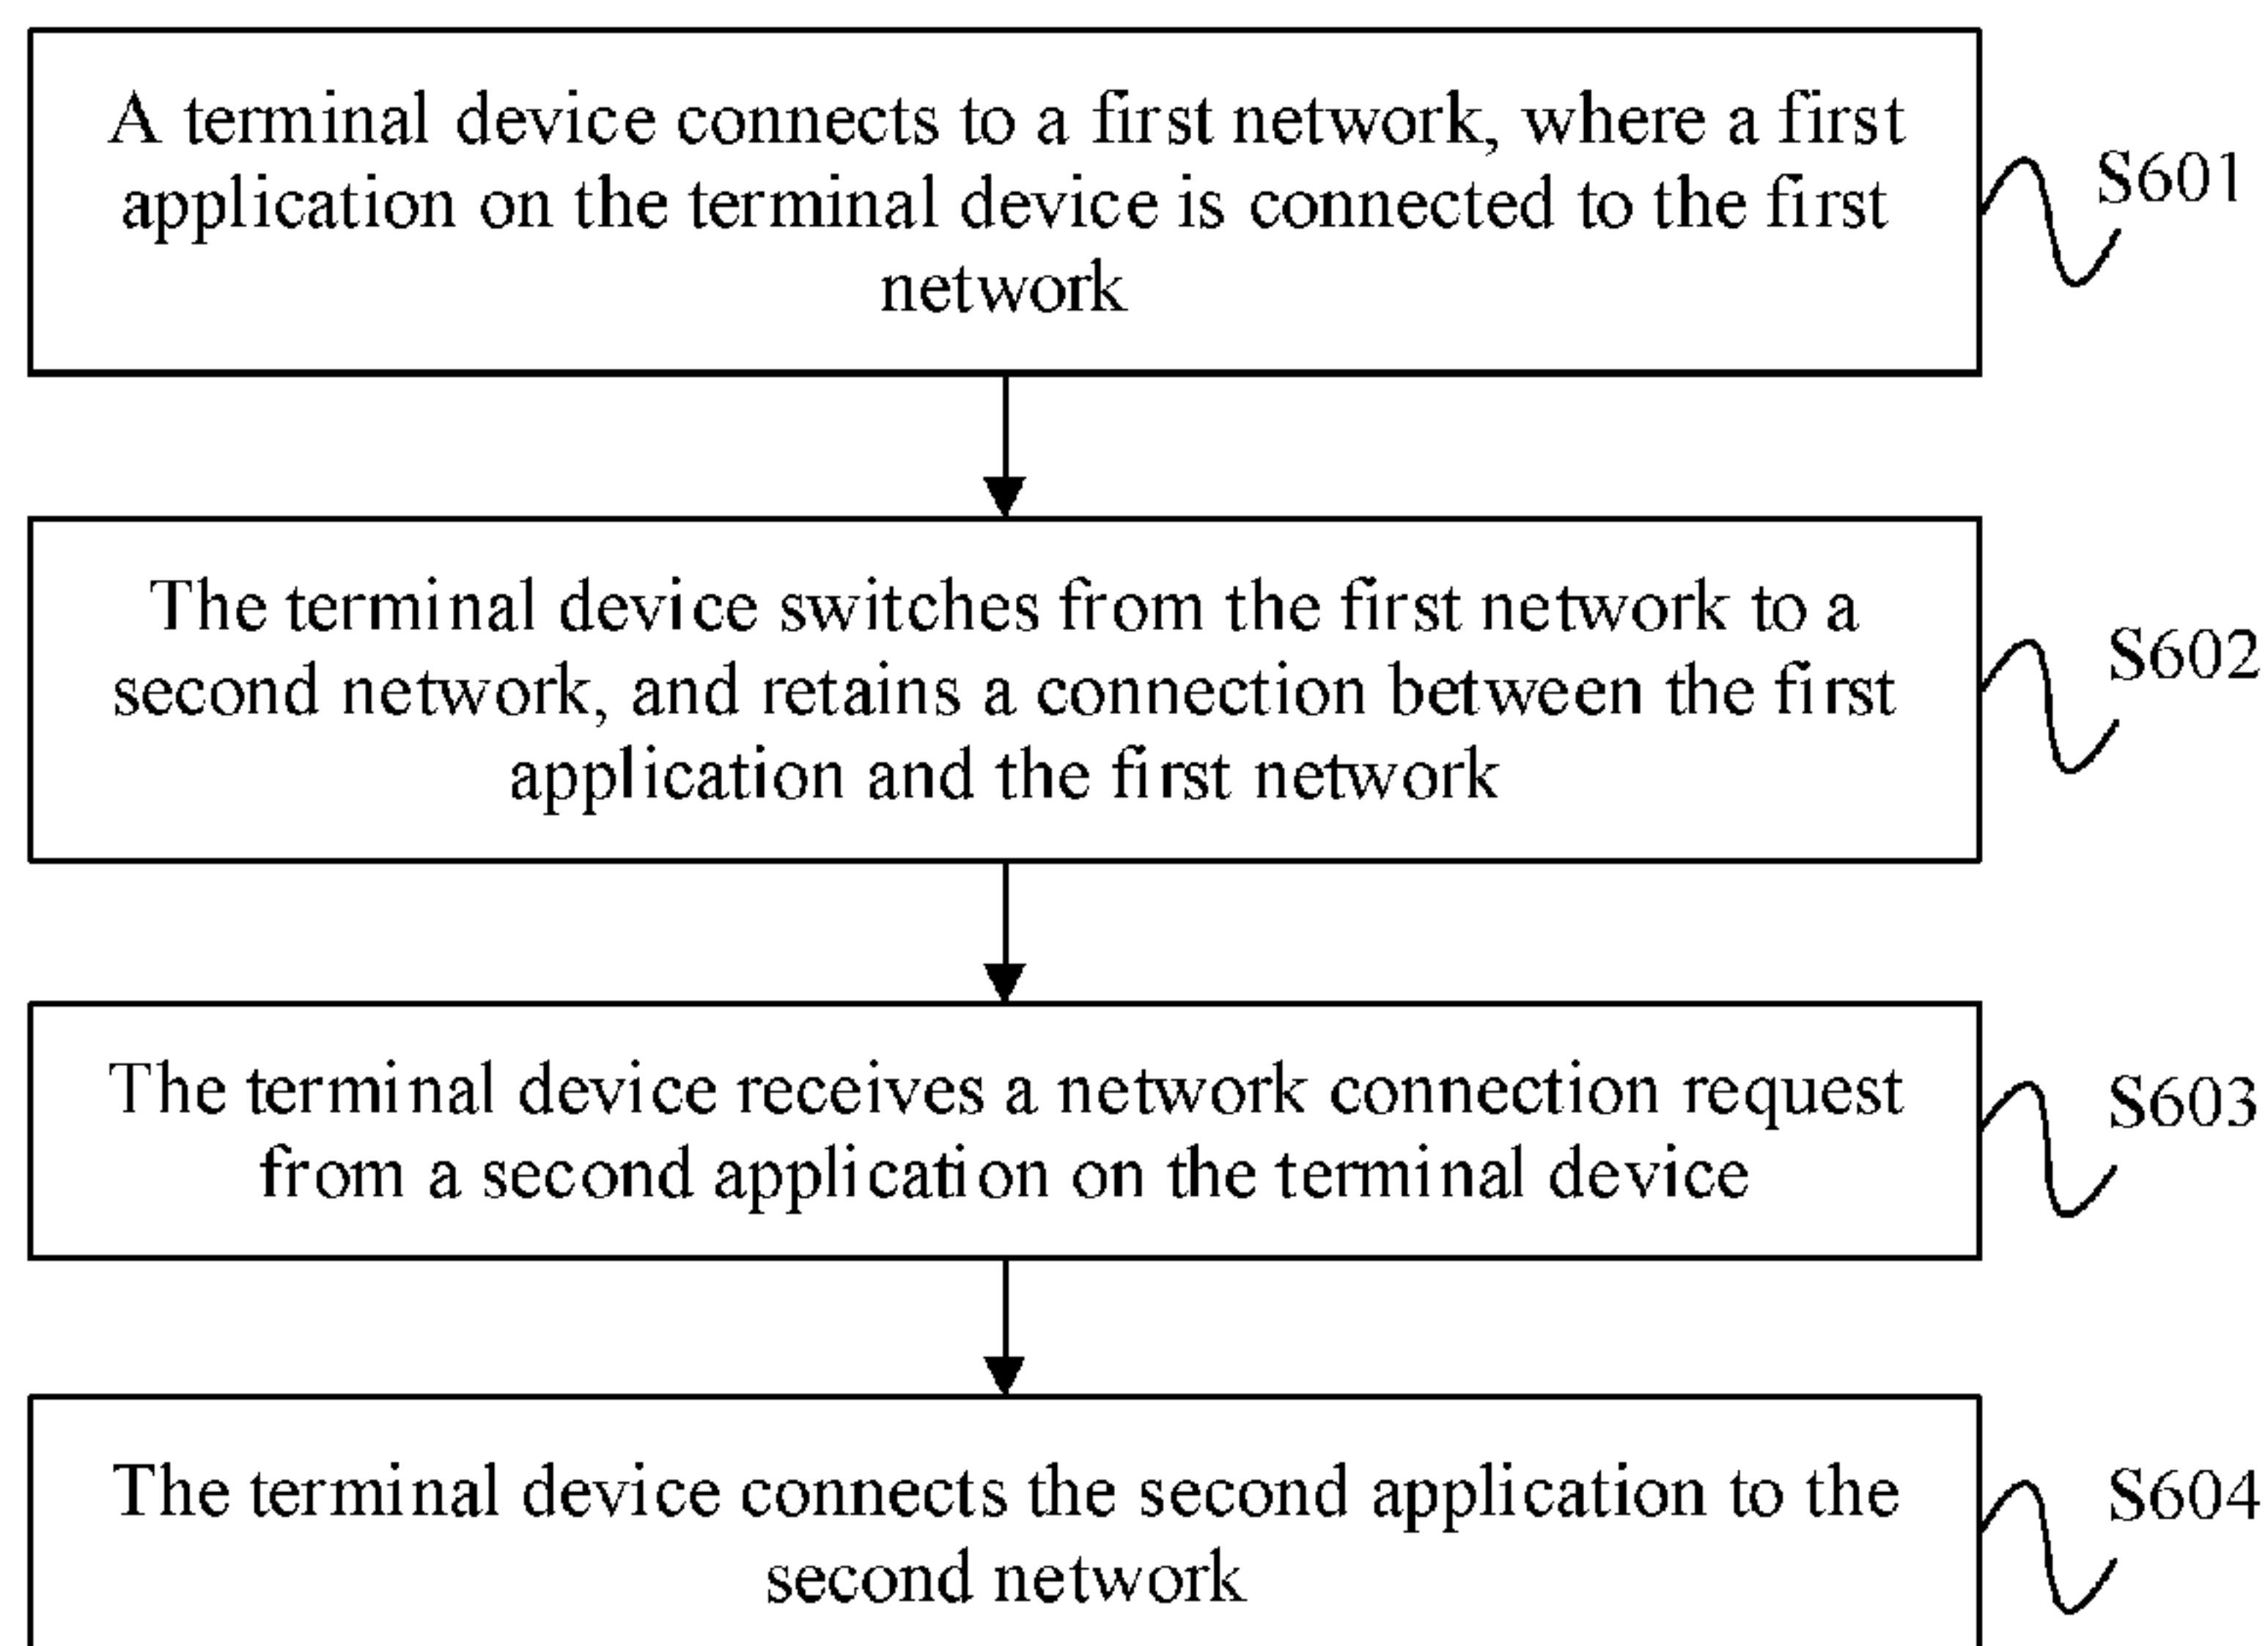 A terminal device connects to a first network, where a first
application on the terminal device is connected to the first
network
S601
The terminal device switches from the first network to a
second network, and retains a connection between the first
application and the first network
S602
The terminal device receives a network connection request
from a second application on the terminal device
S603
The terminal device connects the second application to the
second network
S604